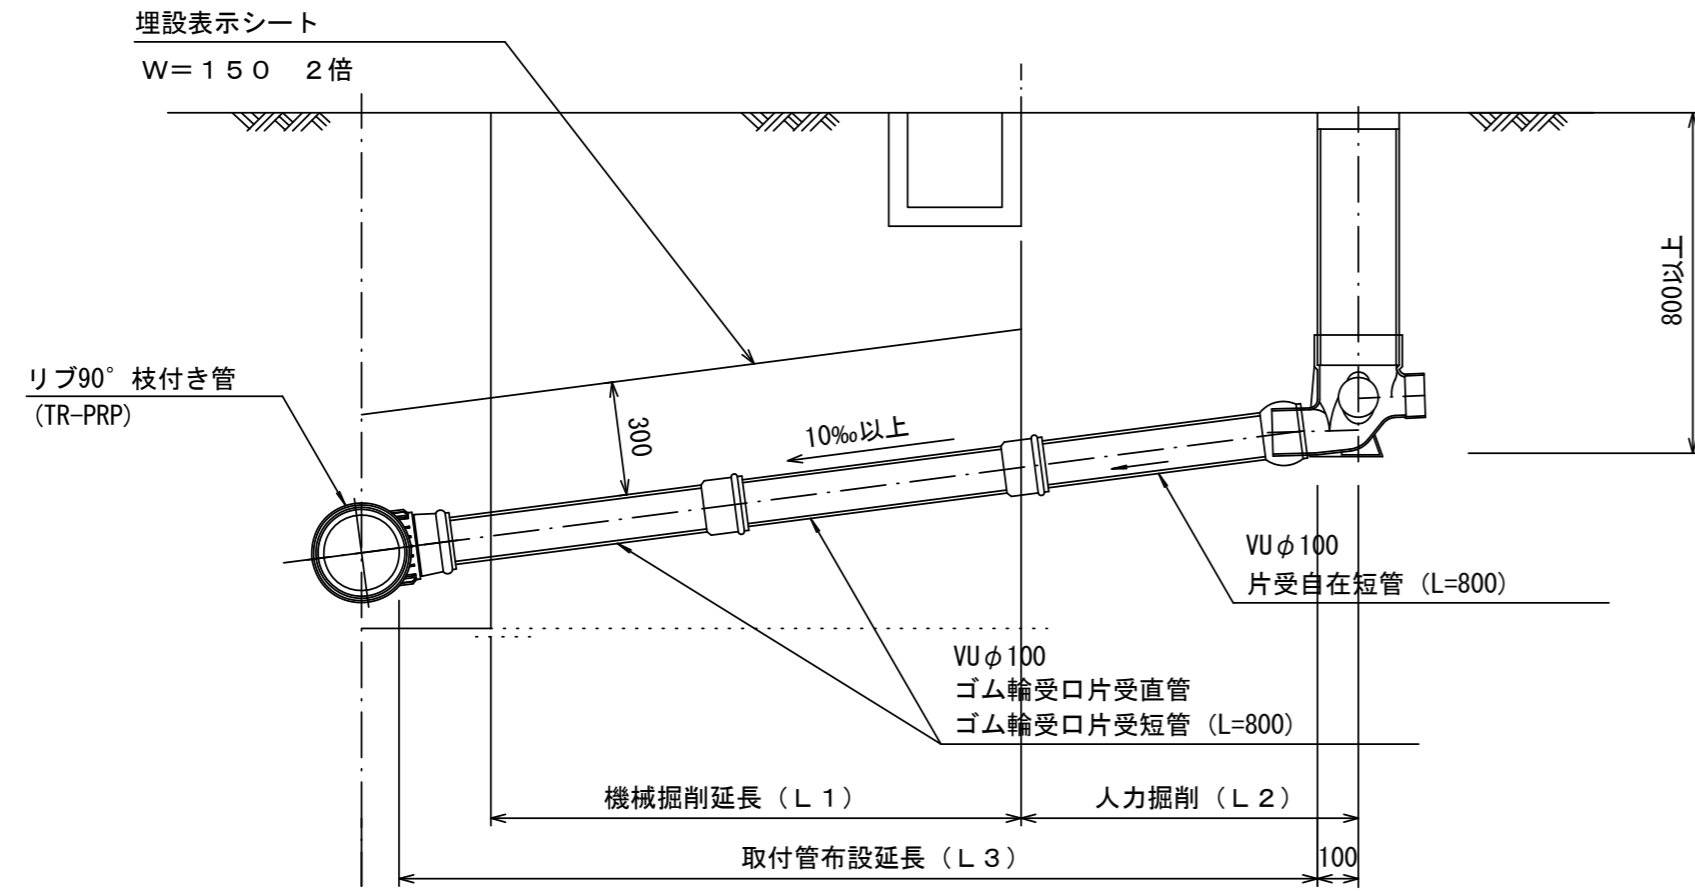 埋設表示シート
W=150 2倍
800以上
リブ90°枝付き管
(TR-PRP)
300
10‰以上
VUφ100
片受自在短管 (L=800)
VUφ100
ゴム輪受口片受直管
ゴム輪受口片受短管 (L=800)
機械掘削延長(L1)
人力掘削(L2)
取付管布設延長(L3)
100